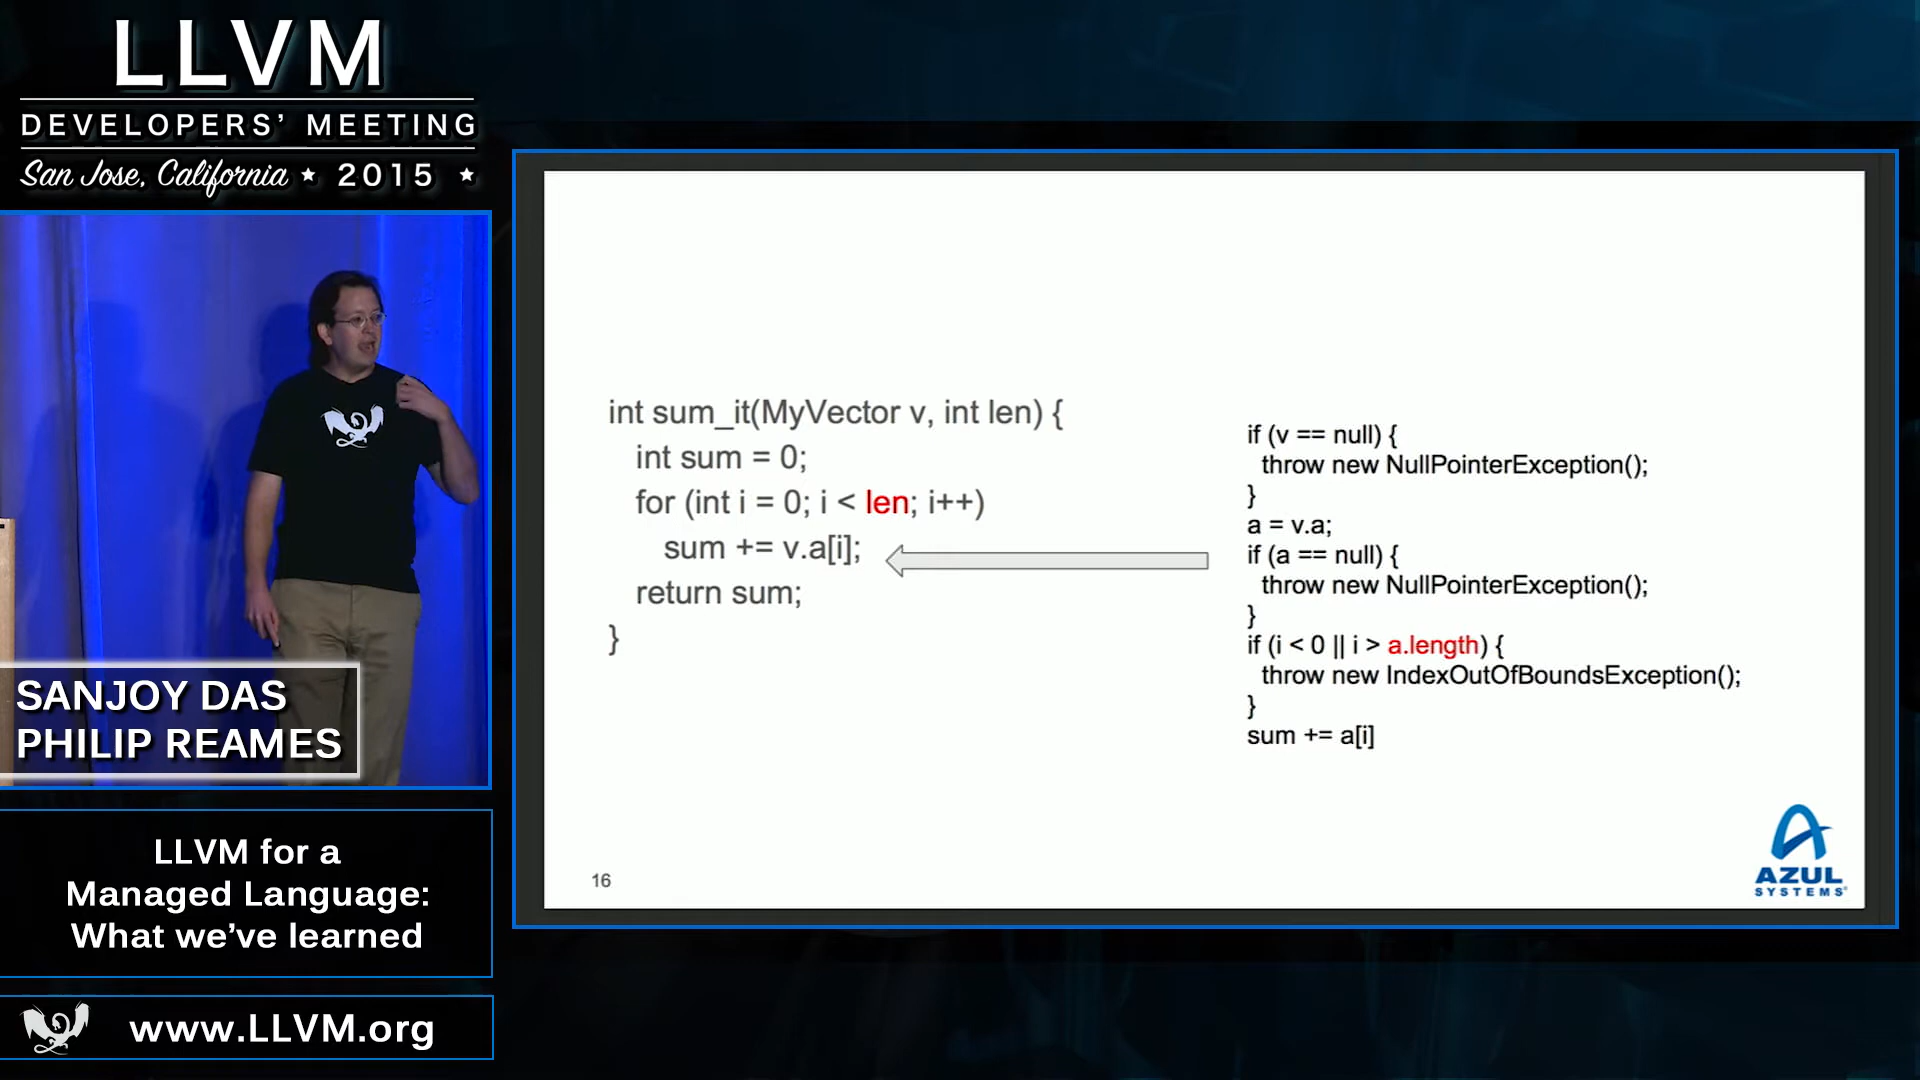 LLVM
DEVELOPERS' MEETING
San Jose, California ★ 2015 ★
SANJOY DAS
PHILIP REAMES
LLVM for a
Managed Language:
What we've learned
www.LLVM.org
int sum_it(MyVector v, int len) {
int sum = 0;
for (int i = 0; i < len; i++)
sum += v.a[i];
return sum;
}
if (v == null) {
throw new NullPointerException();
}
a = v.a;
if (a == null) {
throw new NullPointerException();
}
if (i < 0 || i > a.length) {
throw new IndexOutOfBoundsException();
}
sum += a[i]
16
AZUL
SYSTEMS